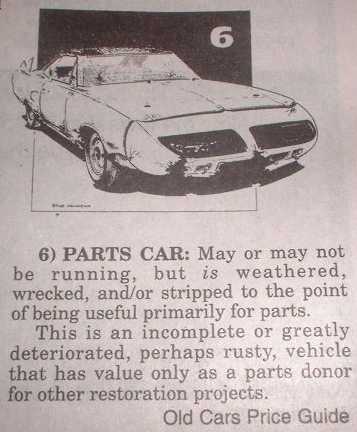 6
6) PARTS CAR: May or may not
be running, but is weathered,
wrecked, and/or stripped to the point
of being useful primarily for parts.
This is an incomplete or greatly
deteriorated, perhaps rusty, vehicle
that has value only as a parts donor
for other restoration projects.
Old Cars Price Guide